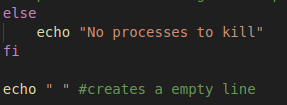 else
    echo "No processes to kill"
fi

echo " " #creates a empty line